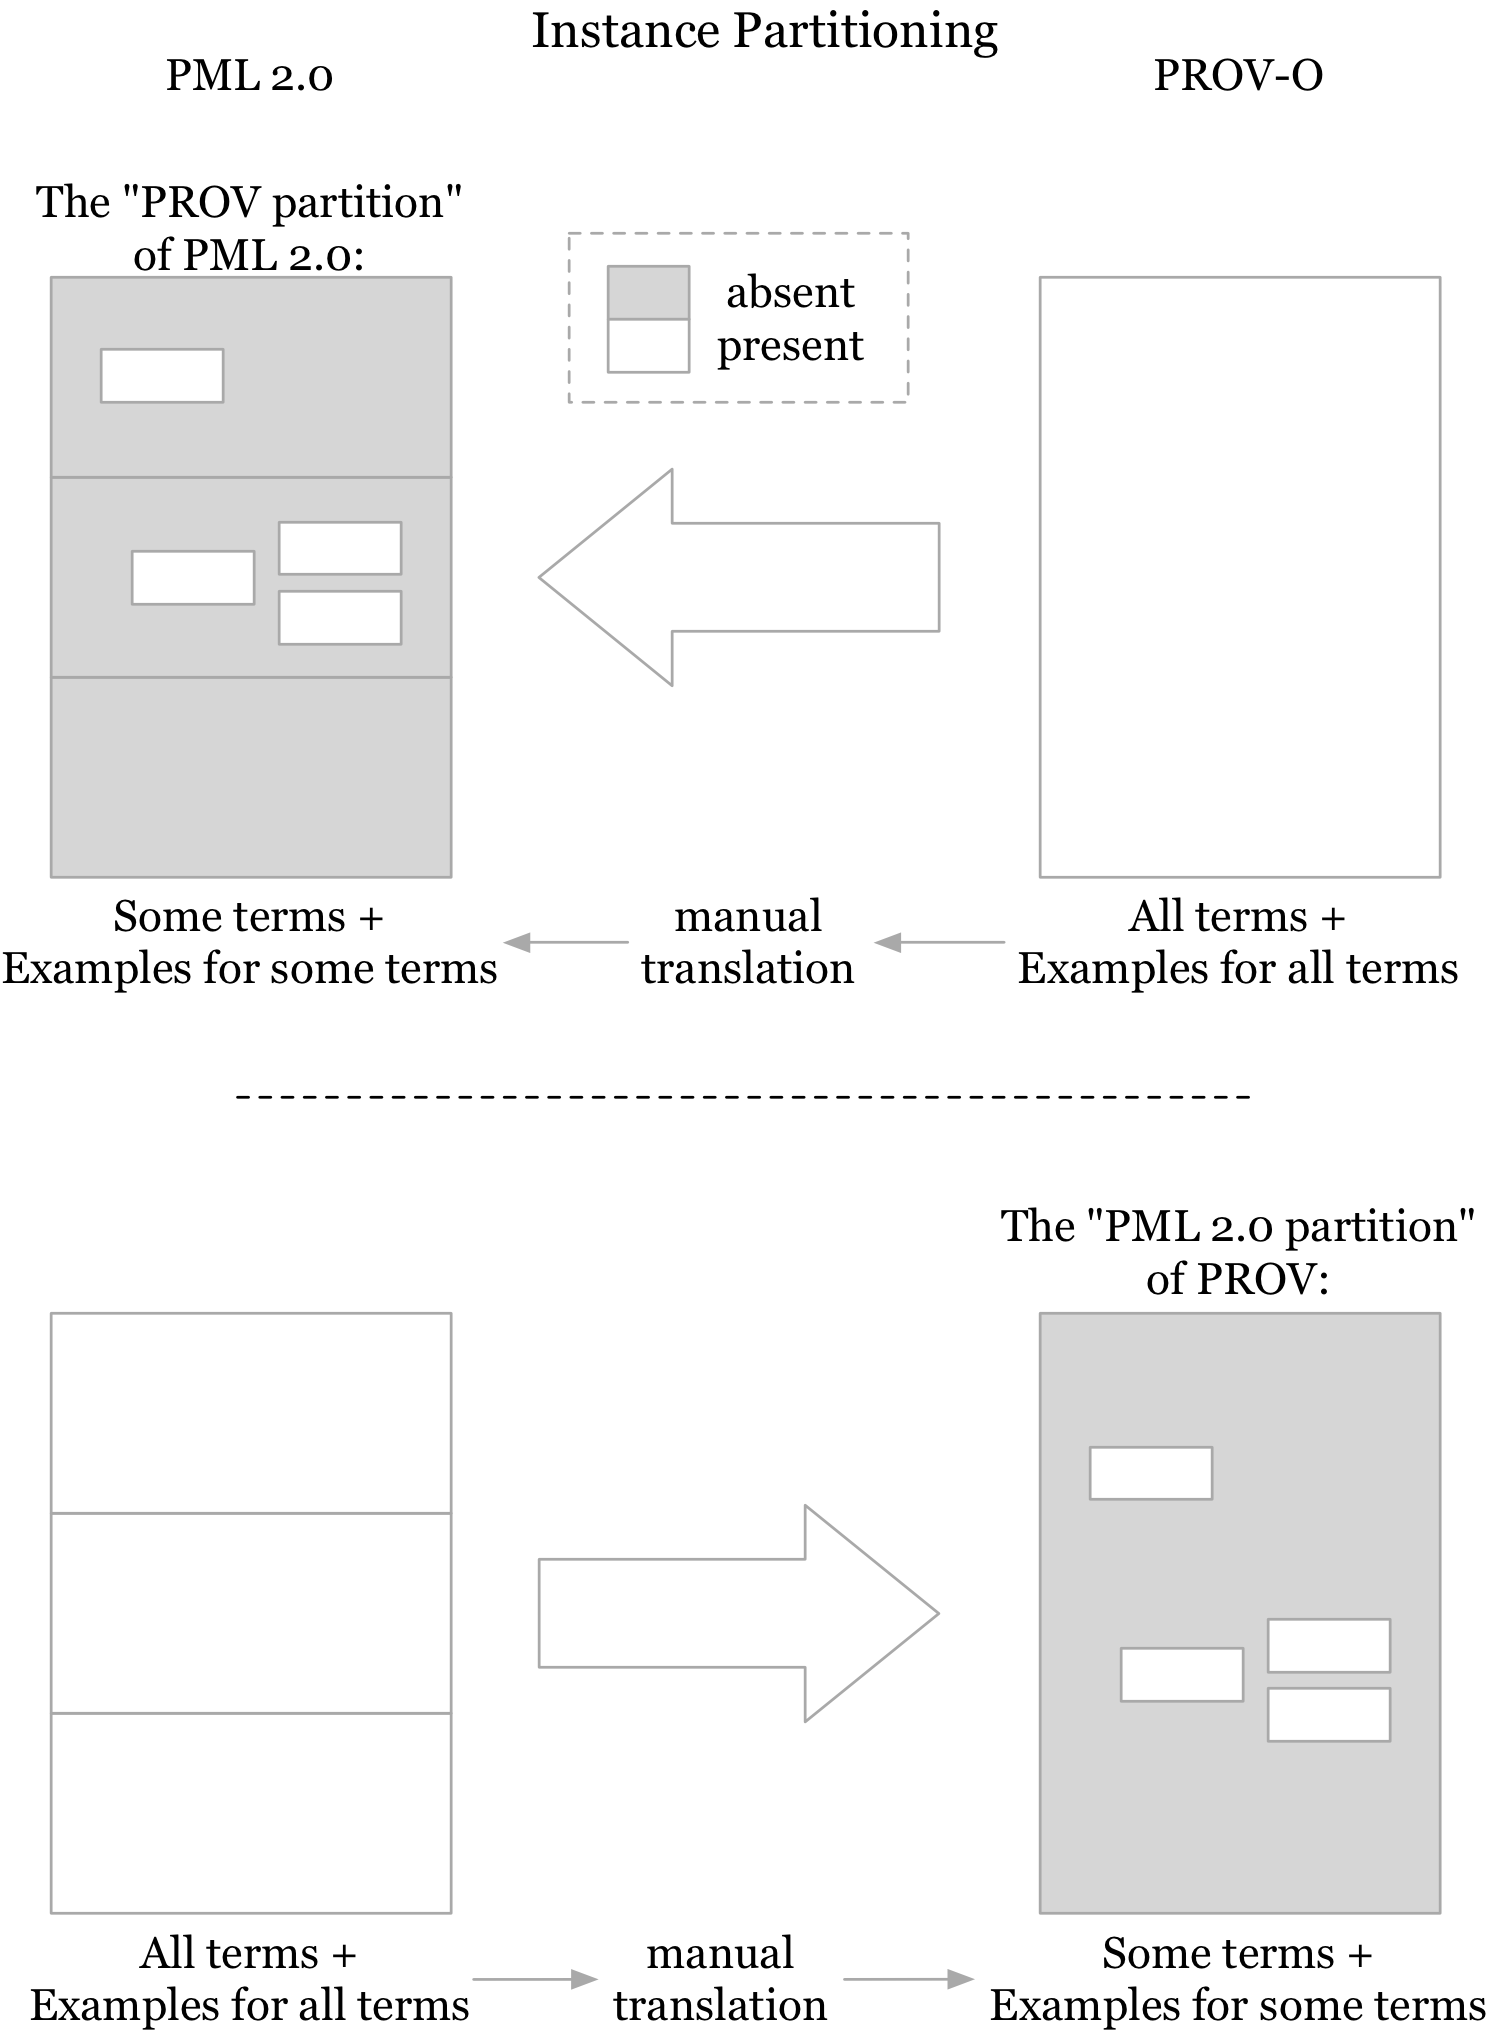 Instance Partitioning
PML 2.0
PROV-O
The "PROV partition"
of PML 2.0:
absent
present
Some terms +
Examples for some terms
manual
translation
All terms +
Examples for all terms
The "PML 2.0 partition"
of PROV:
All terms +
Examples for all terms
manual
translation
Some terms +
Examples for some terms